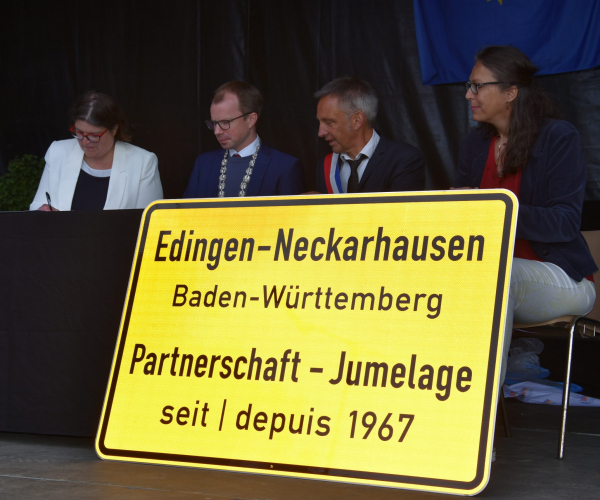 Edingen-Neckarhausen
Baden-Württemberg
Partnerschaft - Jumelage
seit | depuis 1967